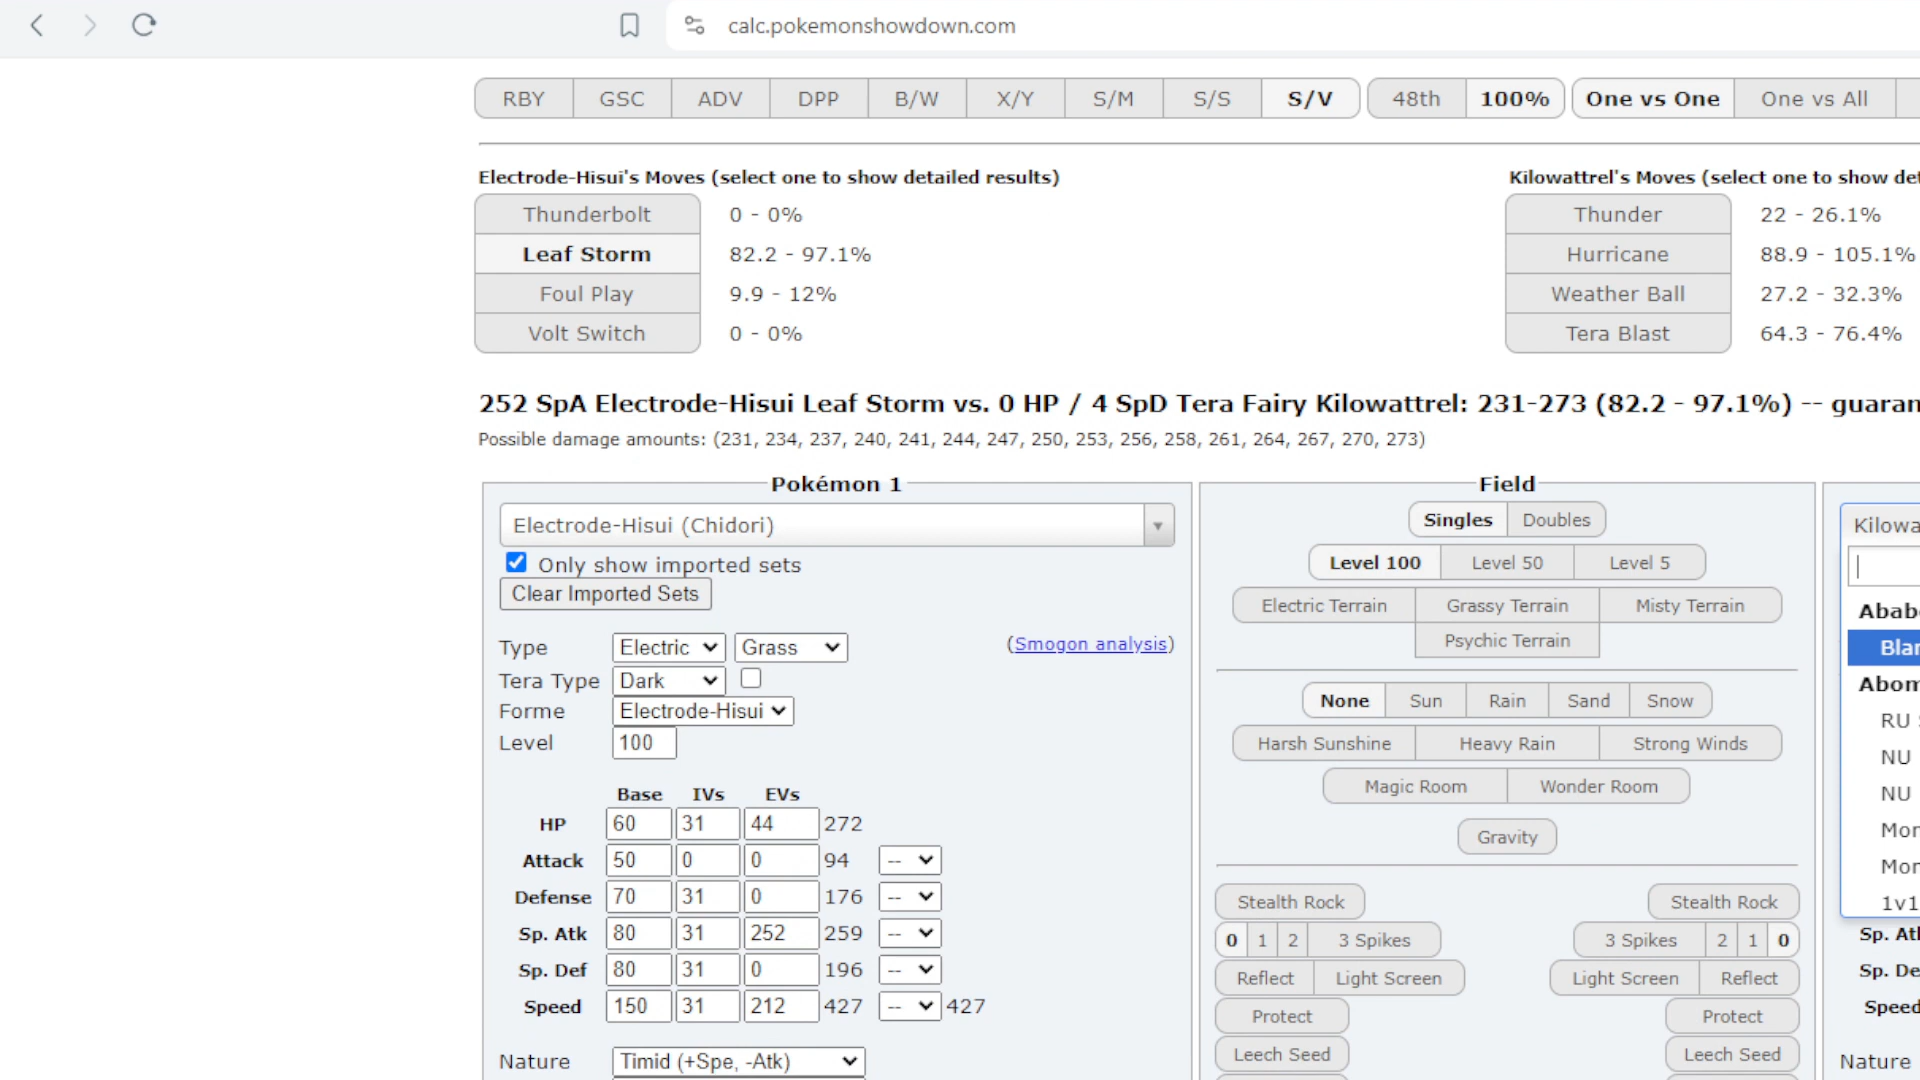 calc.pokemonshowdown.com
RBY GSC ADV DPP B/W X/Y S/M S/S S/V 48th 100% One vs One One vs All
Electrode-Hisui's Moves (select one to show detailed results) Kilowattrel's Moves (select one to show det
Thunderbolt 0 - 0% Thunder 22 - 26.1%
Leaf Storm 82.2 - 97.1% Hurricane 88.9 - 105.1%
Foul Play 9.9 - 12% Weather Ball 27.2 - 32.3%
Volt Switch 0 - 0% Tera Blast 64.3 - 76.4%
252 SpA Electrode-Hisui Leaf Storm vs. 0 HP / 4 SpD Tera Fairy Kilowattrel: 231-273 (82.2 - 97.1%) -- guaran
Possible damage amounts: (231, 234, 237, 240, 241, 244, 247, 250, 253, 256, 258, 261, 264, 267, 270, 273)
Pokémon 1
Electrode-Hisui (Chidori)
Only show imported sets
Clear Imported Sets
Type Electric Grass (Smogon analysis)
Tera Type Dark
Forme Electrode-Hisui
Level 100
Base IVs EVs
HP 60 31 44 272
Attack 50 0 0 94 --
Defense 70 31 0 176 --
Sp. Atk 80 31 252 259 --
Sp. Def 80 31 0 196 --
Speed 150 31 212 427 -- 427
Nature Timid (+Spe, -Atk)
Field
Singles Doubles
Level 100 Level 50 Level 5
Electric Terrain Grassy Terrain Misty Terrain
Psychic Terrain
None Sun Rain Sand Snow
Harsh Sunshine Heavy Rain Strong Winds
Magic Room Wonder Room
Gravity
Stealth Rock Stealth Rock
0 1 2 3 Spikes 3 Spikes 2 1 0
Reflect Light Screen Light Screen Reflect
Protect Protect
Leech Seed Leech Seed
Kilowa
Abab
Blan
Abom
RU
NU
NU
Mon
Mon
1v1
Sp. Atk
Sp. De
Speed
Nature